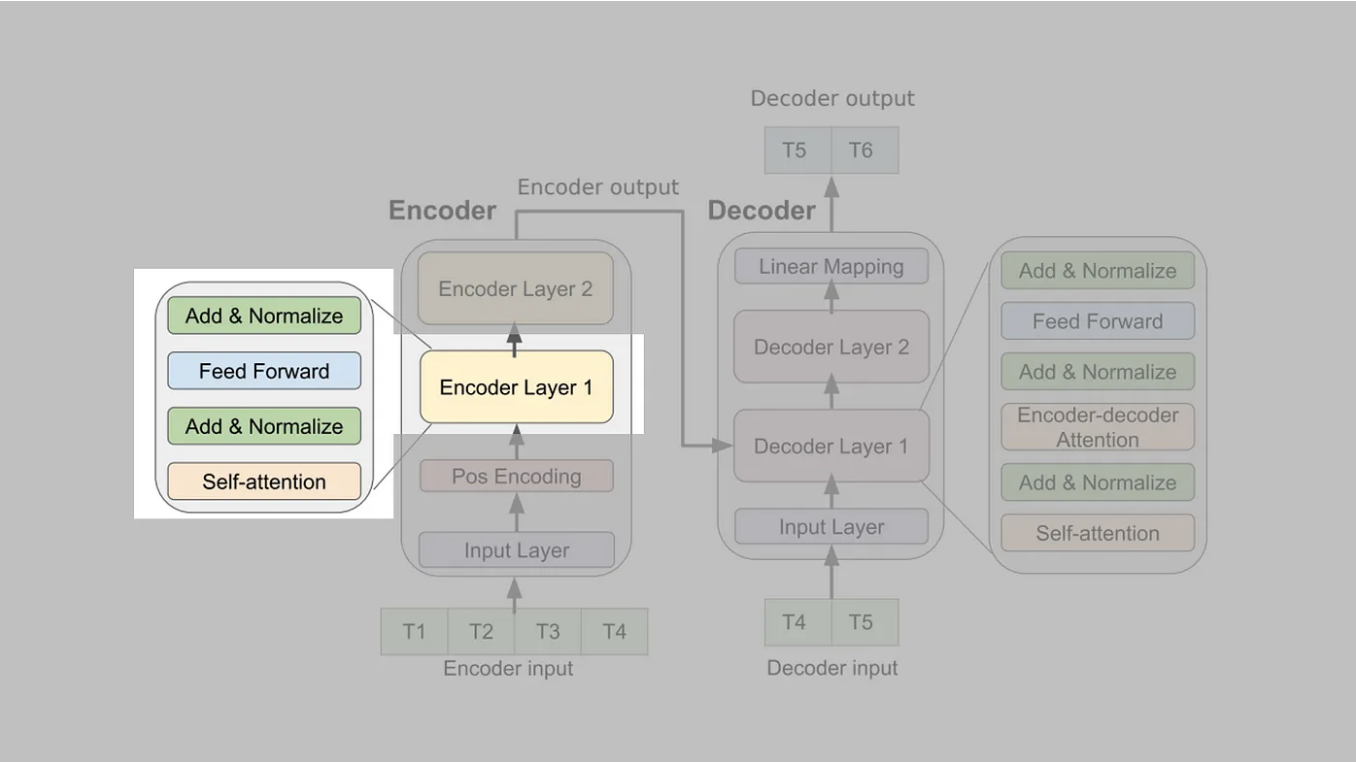 Decoder output
T5 T6
Encoder output
Encoder
Decoder
Encoder Layer 2
Add & Normalize
Feed Forward
Add & Normalize
Self-attention
Encoder Layer 1
Pos Encoding
Input Layer
T1 T2 T3 T4
Encoder input
Linear Mapping
Decoder Layer 2
Decoder Layer 1
Input Layer
T4 T5
Decoder input
Add & Normalize
Feed Forward
Add & Normalize
Encoder-decoder
Attention
Add & Normalize
Self-attention